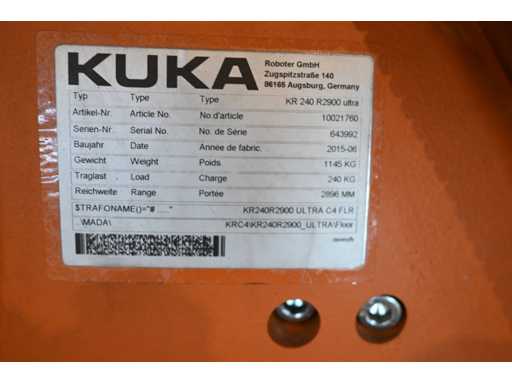 KUKA
Roboter GmbH
Zugspitzstraße 140
86165 Augsburg, Germany
Typ Type Type KR 240 R2900 ultra
Artikel-Nr. Article No. No d'article 10021760
Serien-Nr. Serial No. No. de Série 643992
Baujahr Date Année de fabric. 2015-06
Gewicht Weight Poids 1145 KG
Traglast Load Charge 240 KG
Reichweite Range Portée 2896 MM
$TRAFONAME()="# ....." KR240R2900 ULTRA C4 FLR
...\MADA\ KRC4\KR240R2900_ULTRA\Floor